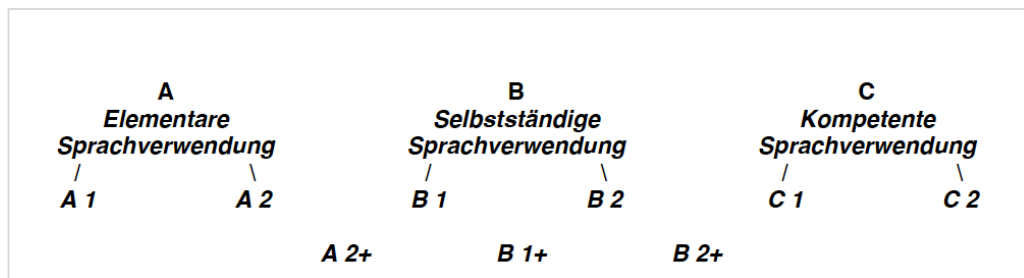 A B C
Elementare Selbstständige Kompetente
Sprachverwendung Sprachverwendung Sprachverwendung
/ \ / \ / \
A 1 A 2 B 1 B 2 C 1 C 2
A 2+ B 1+ B 2+